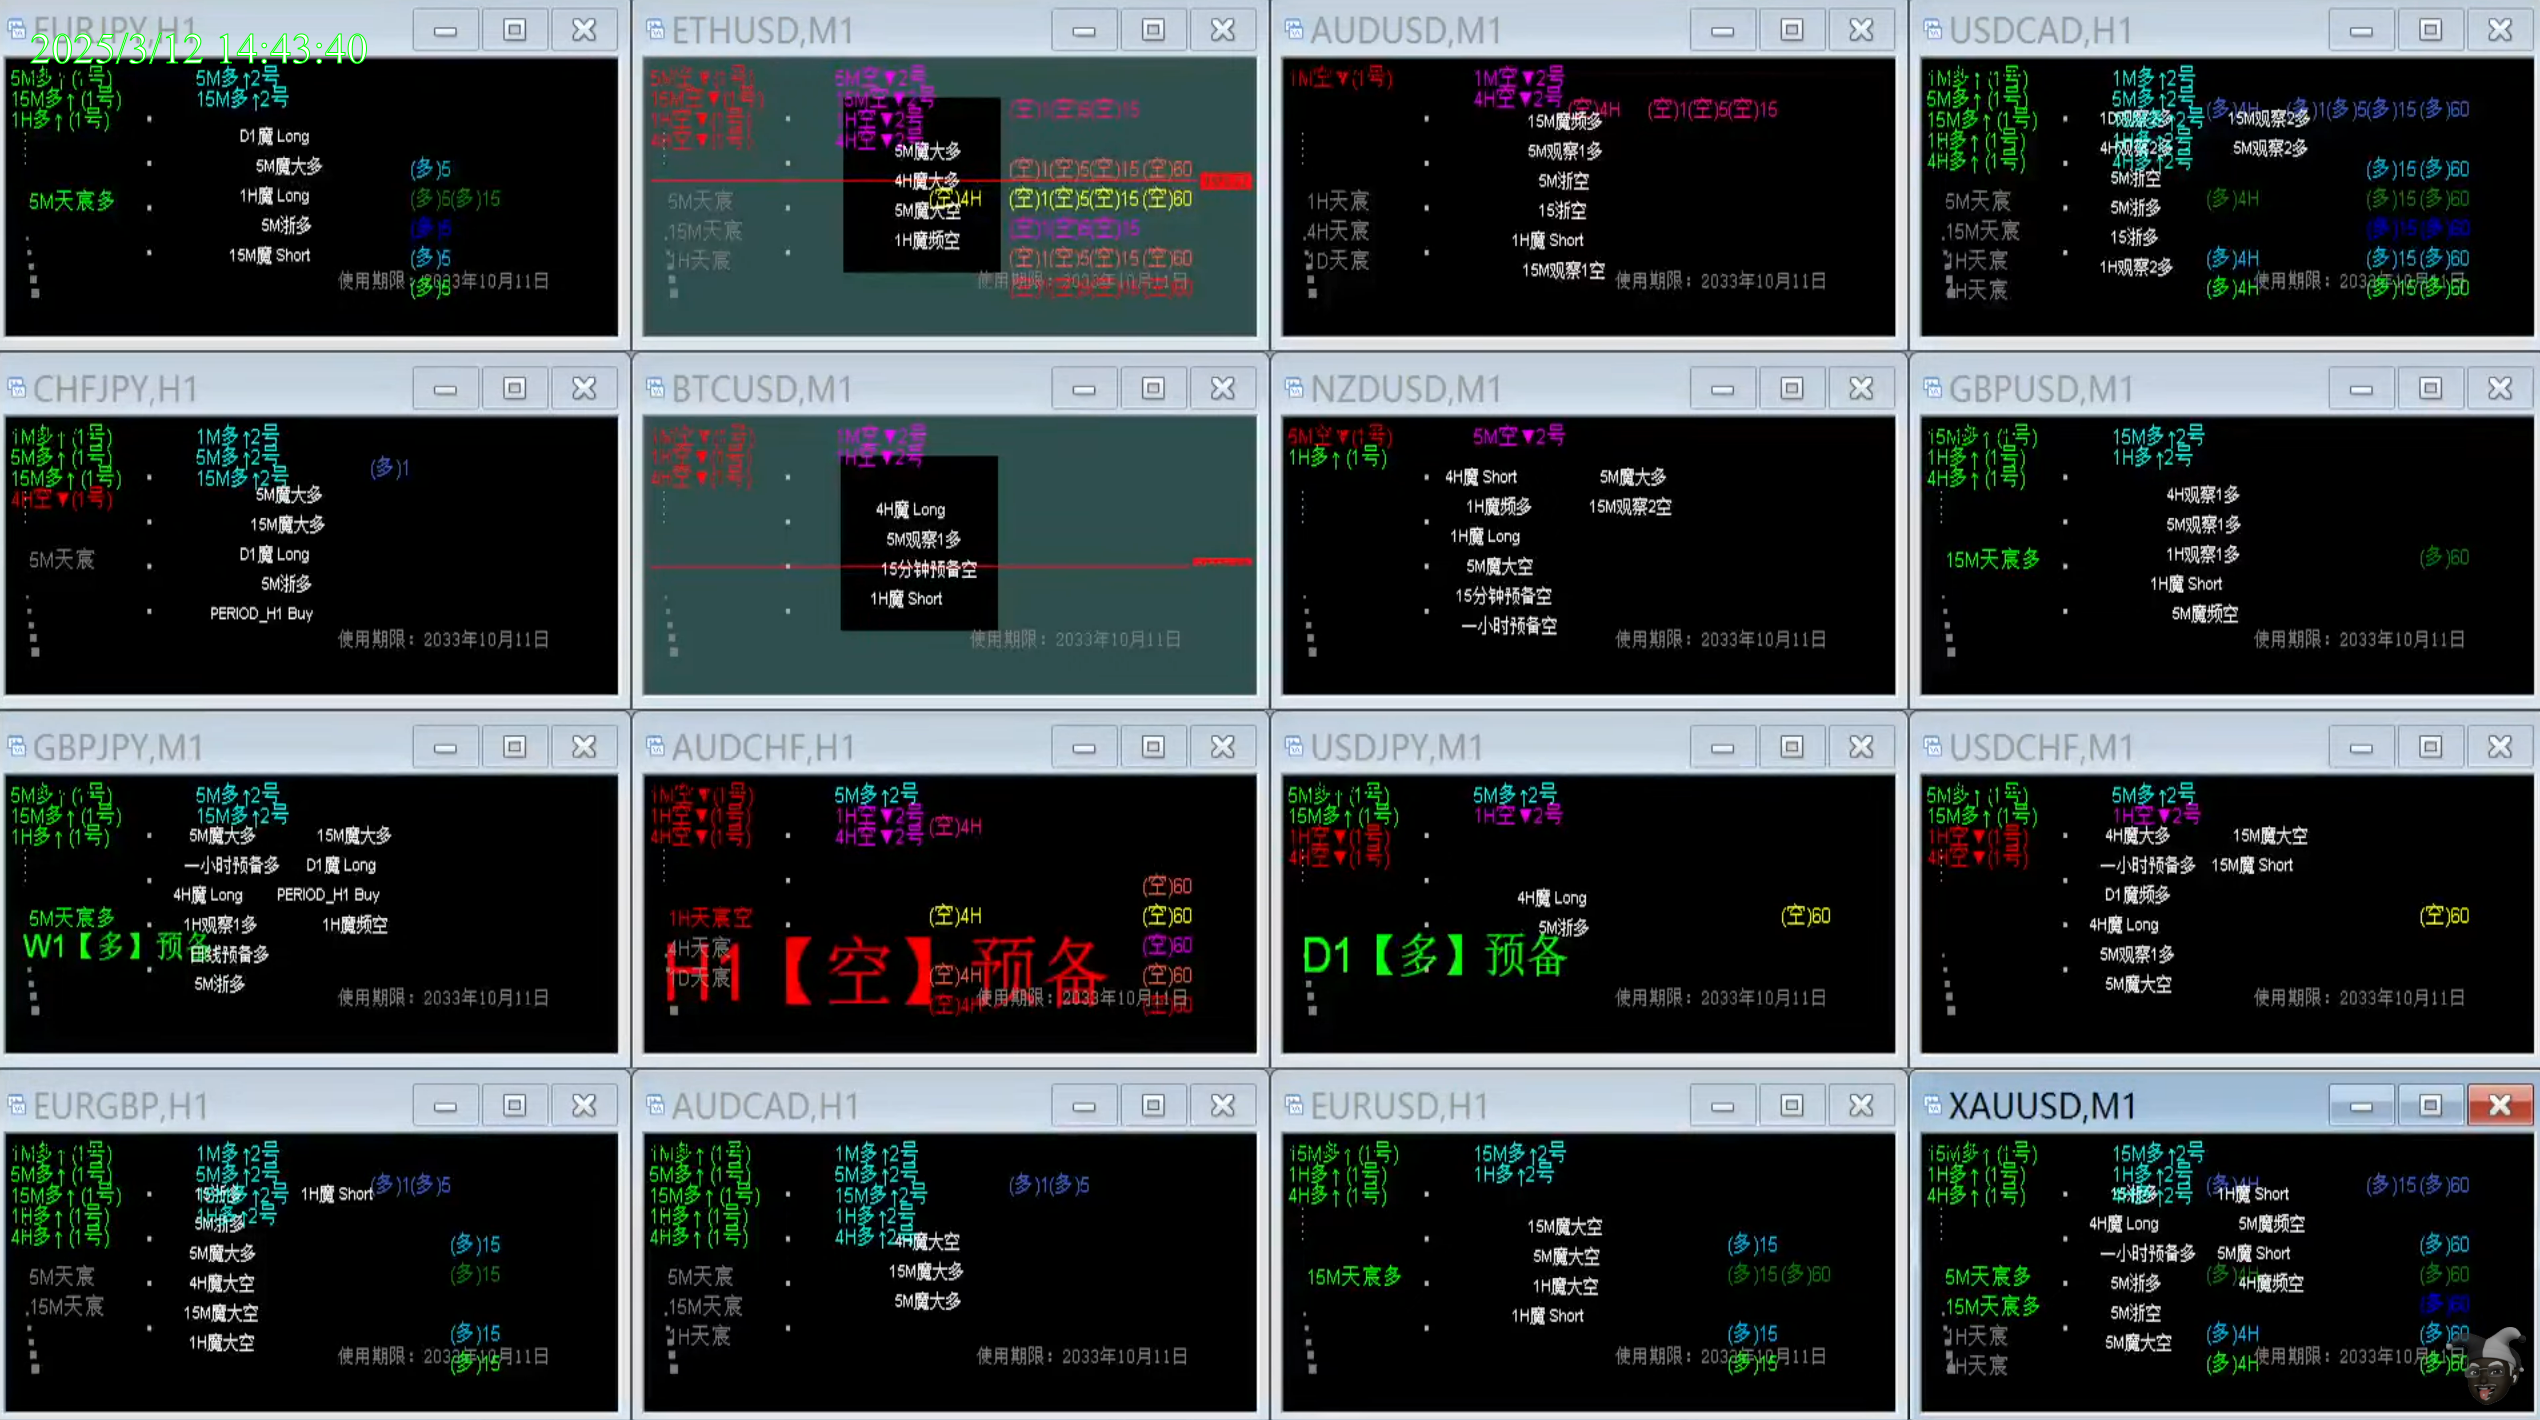 EURJPY,H1
2025/3/12 14:43:40
5M多↑(1号) 5M多↑2号
15M多↑(1号) 15M多↑2号
1H多↑(1号)
D1魔 Long
5M魔大多 (多)5
1H魔 Long (多)5(多)15
5M天宸多
5M浙多 (多)5
15M魔 Short (多)5
使用期限：2033年10月11日
(多)5
ETHUSD,M1
5M空▼(1号) 5M空▼2号
15M空▼(1号) 15M空▼2号
(空)1(空)5(空)15
1H空▼(1号) 1H空▼2号
4H空▼(1号) 4H空▼2号
5M魔大多
(空)1(空)5(空)15(空)60
4H魔大多
5M天宸 (空)4H (空)1(空)5(空)15(空)60
5M魔大空
15M天宸 (空)1(空)5(空)15
1H魔频空
1H天宸 (空)1(空)5(空)15(空)60
AUDUSD,M1
1M空▼(1号) 1M空▼2号
4H空▼2号
(空)4H (空)1(空)5(空)15
15M魔频多
5M观察1多
5M浙空
1H天宸
15浙空
4H天宸
1H魔 Short
1D天宸
15M观察1空
使用期限：2033年10月11日
USDCAD,H1
1M多↑(1号) 1M多↑2号
5M多↑(1号) 5M多↑2号
(多)4H (多)1(多)5(多)15(多)60
15M多↑(1号) 15M多↑2号
1D观察2多 15M观察2多
1H多↑(1号) 1H多↑2号
4H观察2多 5M观察2多
4H多↑(1号) 4H多↑2号
5M浙空 (多)15(多)60
5M天宸 5M浙多 (多)4H (多)15(多)60
15M天宸 15浙多 (多)15(多)60
1H天宸 1H观察2多 (多)4H (多)15(多)60
4H天宸 (多)4H (多)15(多)60
CHFJPY,H1
1M多↑(1号) 1M多↑2号
5M多↑(1号) 5M多↑2号
(多)1
15M多↑(1号) 15M多↑2号
4H空▼(1号)
5M魔大多
15M魔大多
D1魔 Long
5M天宸
5M浙多
PERIOD_H1 Buy
使用期限：2033年10月11日
BTCUSD,M1
1M空▼(1号) 1M空▼2号
1H空▼(1号) 1H空▼2号
4H空▼(1号)
4H魔 Long
5M观察1多
15分钟预备空
1H魔 Short
使用期限：2033年10月11日
NZDUSD,M1
5M空▼(1号) 5M空▼2号
1H多↑(1号)
4H魔 Short 5M魔大多
1H魔频多 15M观察2空
1H魔 Long
5M魔大空
15分钟预备空
一小时预备空
使用期限：2033年10月11日
GBPUSD,M1
15M多↑(1号) 15M多↑2号
1H多↑(1号) 1H多↑2号
4H多↑(1号)
4H观察1多
5M观察1多
1H观察1多
15M天宸多 (多)60
1H魔 Short
5M魔频空
使用期限：2033年10月11日
GBPJPY,M1
5M多↑(1号) 5M多↑2号
15M多↑(1号) 15M多↑2号
1H多↑(1号)
5M魔大多 15M魔大多
一小时预备多 D1魔 Long
4H魔 Long PERIOD_H1 Buy
5M天宸多
1H观察1多 1H魔频空
W1【多】预备
日线预备多
5M浙多
使用期限：2033年10月11日
AUDCHF,H1
1M空▼(1号) 5M多↑2号
1H空▼(1号) 1H空▼2号
(空)4H
4H空▼(1号) 4H空▼2号
(空)60
1H天宸空 (空)4H (空)60
4H天宸 (空)60
H1【空】预备
1D天宸 (空)4H (空)60
使用期限：2033年10月11日
(空)4H (空)60
USDJPY,M1
5M多↑(1号) 5M多↑2号
15M多↑(1号) 1H空▼2号
1H空▼(1号)
4H空▼(1号)
4H魔 Long
(空)60
5M浙多
D1【多】预备
使用期限：2033年10月11日
USDCHF,M1
5M多↑(1号) 5M多↑2号
15M多↑(1号) 1H空▼2号
1H空▼(1号)
4H魔大多 15M魔大空
4H空▼(1号)
一小时预备多 15M魔 Short
D1魔频多
(空)60
4H魔 Long
5M观察1多
5M魔大空
使用期限：2033年10月11日
EURGBP,H1
1M多↑(1号) 1M多↑2号
5M多↑(1号) 5M多↑2号
(多)1(多)5
15M多↑(1号) 15M多↑2号
15浙多 1H魔 Short
1H多↑(1号) 1H多↑2号
5M浙多
4H多↑(1号)
(多)15
5M魔大多
5M天宸 (多)15
4H魔大空
15M天宸
15M魔大空
(多)15
1H魔大空
使用期限：2033年10月11日
(多)15
AUDCAD,H1
1M多↑(1号) 1M多↑2号
5M多↑(1号) 5M多↑2号
(多)1(多)5
15M多↑(1号) 15M多↑2号
1H多↑(1号) 1H多↑2号
4H多↑(1号) 4H多↑2号
4H魔大空
15M魔大多
5M天宸
5M魔大多
15M天宸
1H天宸
使用期限：2033年10月11日
EURUSD,H1
15M多↑(1号) 15M多↑2号
1H多↑(1号) 1H多↑2号
4H多↑(1号)
15M魔大空
(多)15
5M魔大空
15M天宸多 (多)15(多)60
1H魔大空
1H魔 Short
(多)15
使用期限：2033年10月11日
(多)15
XAUUSD,M1
15M多↑(1号) 15M多↑2号
1H多↑(1号) 1H多↑2号
(多)4H (多)15(多)60
4H多↑(1号) 4H多↑2号
15浙多 1H魔 Short
4H魔 Long 5M魔频空
(多)60
一小时预备多 5M魔 Short
5M天宸多 (多)4H (多)60
5M浙多 4H魔频空
15M天宸多 (多)60
5M浙空
1H天宸 (多)4H (多)60
5M魔大空
使用期限：2033年10月11日
4H天宸 (多)4H (多)60